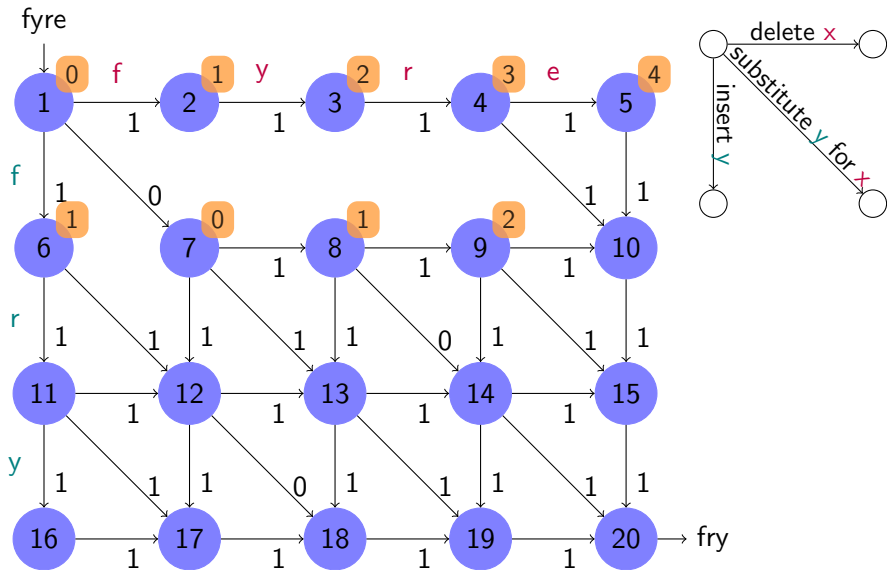 fyre
0 f 1 y 2 r 3 e 4
1 2 3 4 5
1 1 1 1
f 1 0 1 1
1 0 1 2
6 7 8 9 10
1 1 1
r 1 1 1 1 1 0 1 1 1
11 12 13 14 15
1 1 1 1
y 1 1 1 0 1 1 1 1 1
16 17 18 19 20 fry
1 1 1 1
delete x
substitute y for x
insert y